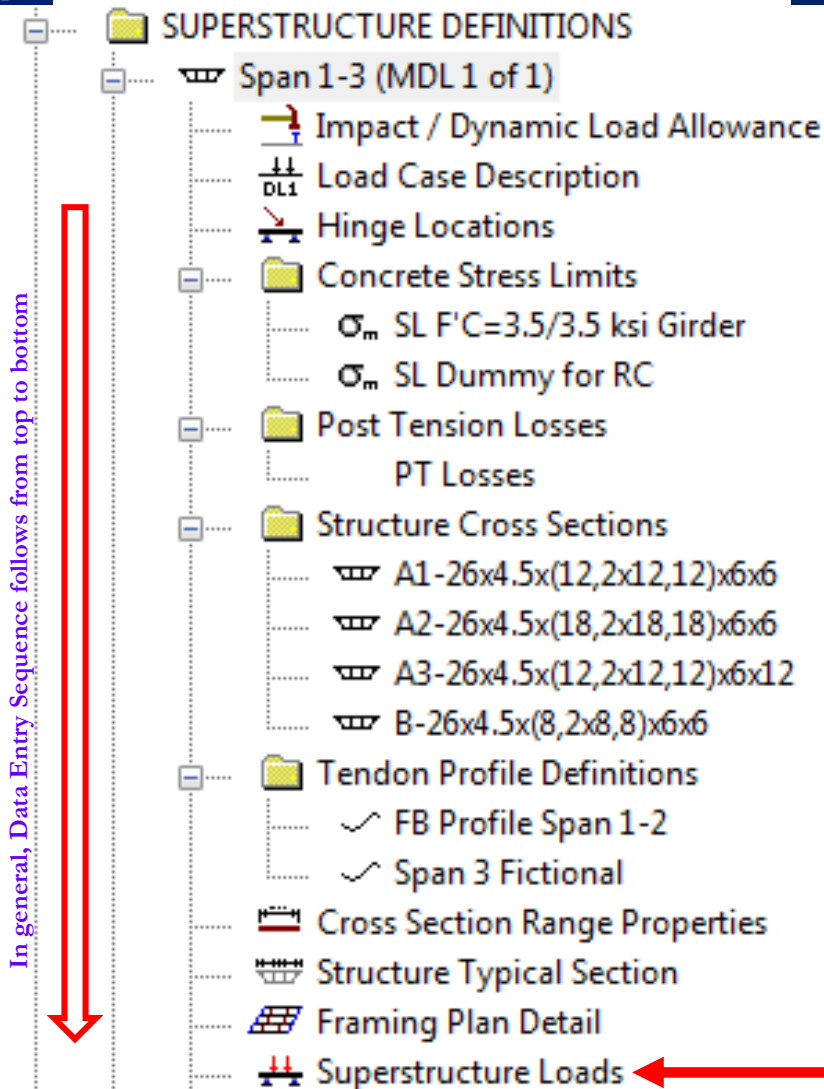 SUPERSTRUCTURE DEFINITIONS
Span 1-3 (MDL 1 of 1)
Impact / Dynamic Load Allowance
DL1
Load Case Description
Hinge Locations
Concrete Stress Limits
σm SL F'C=3.5/3.5 ksi Girder
σm SL Dummy for RC
Post Tension Losses
PT Losses
Structure Cross Sections
A1-26x4.5x(12,2x12,12)x6x6
A2-26x4.5x(18,2x18,18)x6x6
A3-26x4.5x(12,2x12,12)x6x12
B-26x4.5x(8,2x8,8)x6x6
Tendon Profile Definitions
FB Profile Span 1-2
Span 3 Fictional
Cross Section Range Properties
Structure Typical Section
Framing Plan Detail
Superstructure Loads
In general, Data Entry Sequence follows from top to bottom